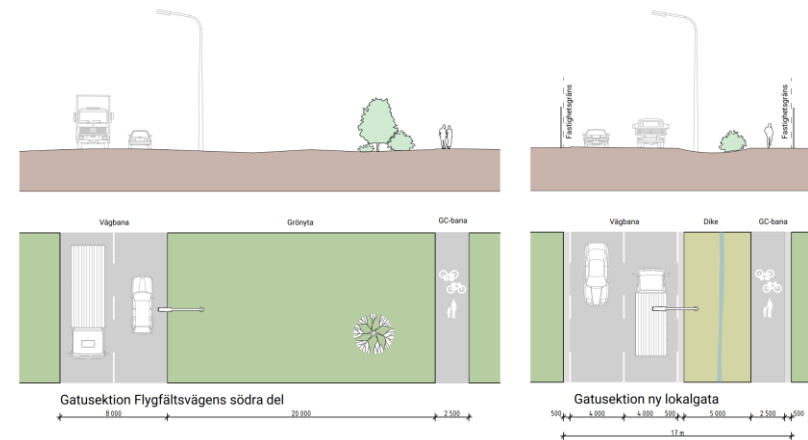 Fastighetsgräns
Fastighetsgräns
Vägbana
Grönyta
GC-bana
Vägbana
Dike
GC-bana
Gatusektion Flygfältsvägens södra del
8 000
20 000
2 500
Gatusektion ny lokalgata
500
4 000
4 000
500
5 000
2 500
500
17 m